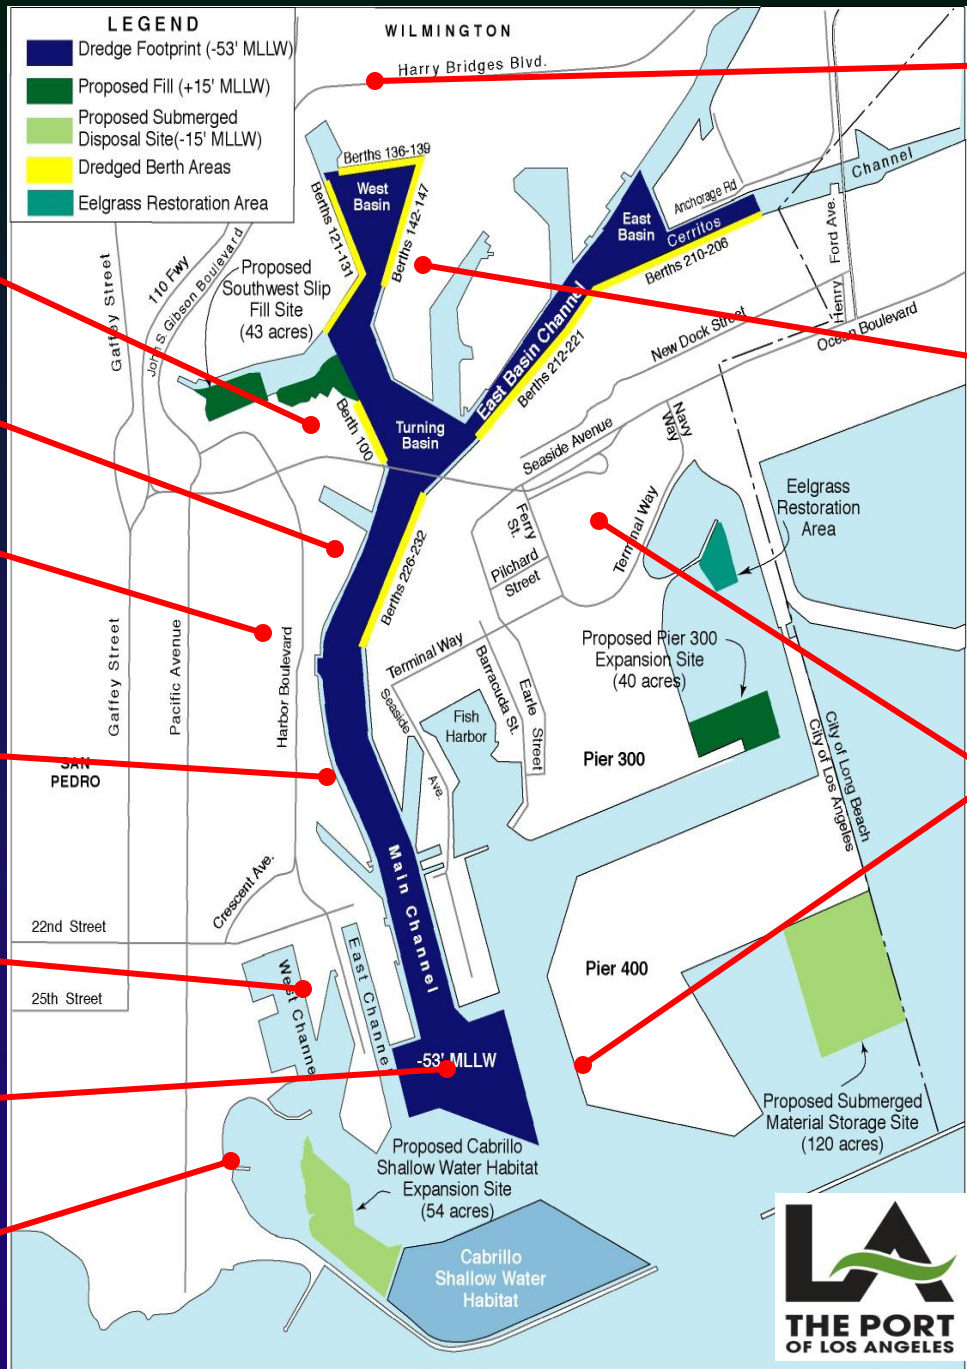 LEGEND
Dredge Footprint (-53' MLLW)
Proposed Fill (+15' MLLW)
Proposed Submerged
Disposal Site(-15' MLLW)
Dredged Berth Areas
Eelgrass Restoration Area
WILMINGTON
Harry Bridges Blvd.
Berths 136-139
West
Basin
Berths 121-131
Berths 142-147
East
Basin
Anchorage Rd
Cerritos
Channel
Berths 210-206
Henry Ford Ave.
Gaffey Street
110 Fwy
John S. Gibson Boulevard
Proposed
Southwest Slip
Fill Site
(43 acres)
East Basin Channel
Berths 212-221
New Dock Street
Ocean Boulevard
Berth 100
Turning
Basin
Seaside Avenue
Navy
Way
Eelgrass
Restoration
Area
Ferry
St.
Terminal Way
Pilchard
Street
Berths 226-232
Gaffey Street
Pacific Avenue
Harbor Boulevard
Terminal Way
Seaside
Ave.
Barracuda St.
Earle
Street
Fish
Harbor
Proposed Pier 300
Expansion Site
(40 acres)
Pier 300
SAN
PEDRO
City of Long Beach
City of Los Angeles
Main Channel
Crescent Ave.
22nd Street
25th Street
West Channel
East Channel
Pier 400
-53' MLLW
Proposed Submerged
Material Storage Site
(120 acres)
Proposed Cabrillo
Shallow Water Habitat
Expansion Site
(54 acres)
Cabrillo
Shallow Water
Habitat
LA
THE PORT
OF LOS ANGELES